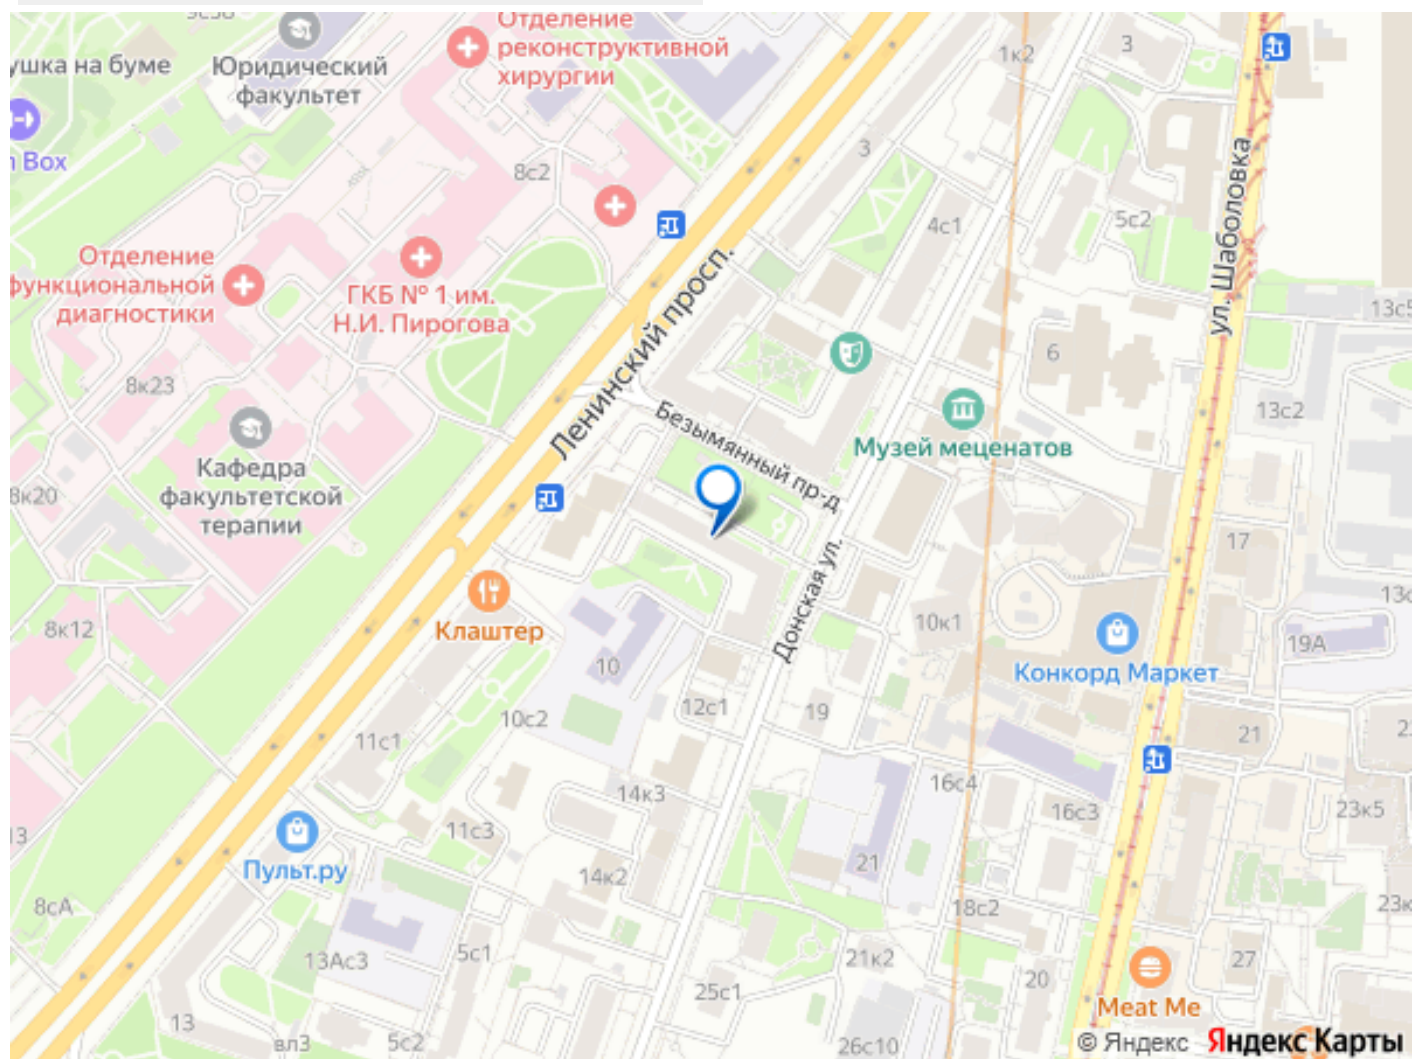 Отделение
реконструктивной
хирургии
3
1к2
ушка на буме
Юридический
факультет
Box
8с2
3
ул. Шаболовка
4с1
5с2
Отделение
функциональной
диагностики
ГКБ № 1 им.
Н.И. Пирогова
Ленинский просп.
13с5
6
8к23
Безымянный пр-д
13с2
Музей меценатов
Кафедра
факультетской
терапии
8к20
17
Донская ул.
Клаштер
8к12
10к1
19А
10
Конкорд Маркет
12с1
19
10с2
11с1
21
14к3
16с4
16с3
23к5
13
11с3
Пульт.ру
21
14к2
8сА
18с2
13Ас3
5с1
21к2
27
20
25с1
Meat Me
13
вл3
5с2
26с10
© Яндекс Яндекс Карты